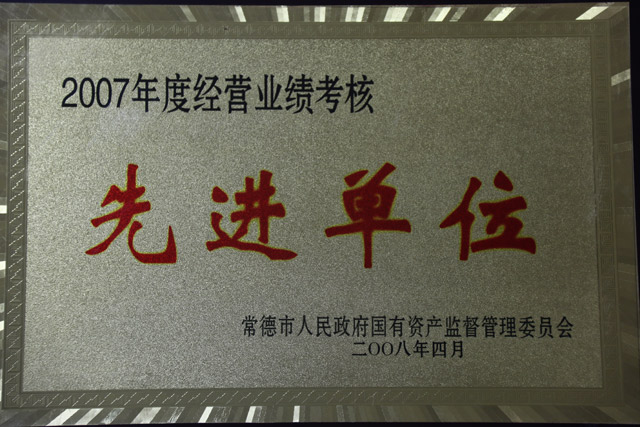 2007年度经营业绩考核
先进单位
常德市人民政府国有资产监督管理委员会
二〇〇八年四月